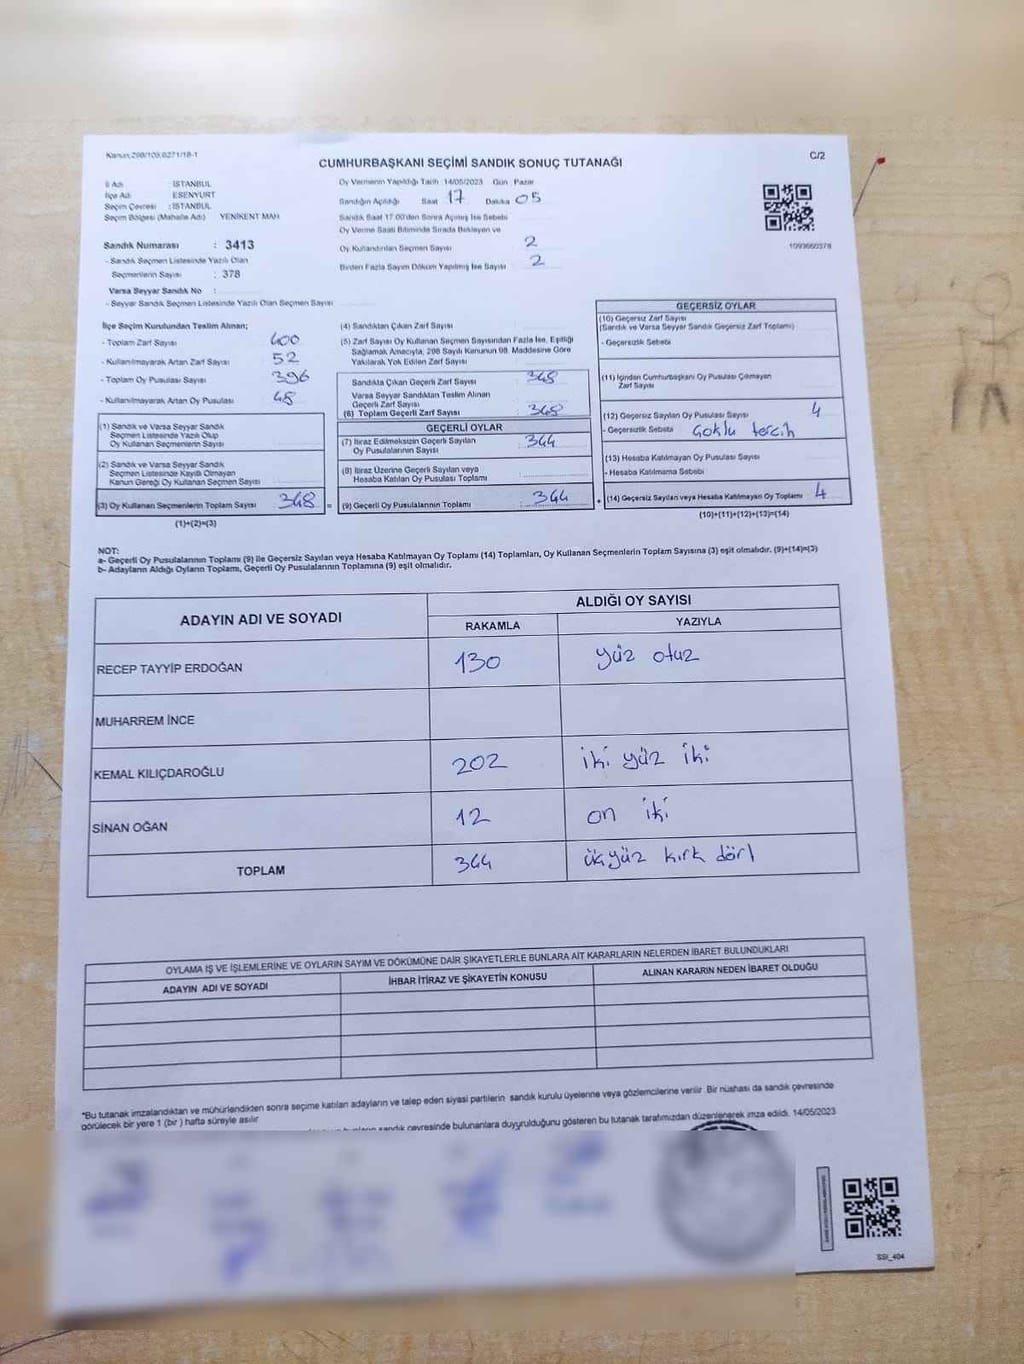 Kanun:298/105,0271/18-1
CUMHURBAŞKANI SEÇİMİ SANDIK SONUÇ TUTANAĞI
C/2
İl Adı : İSTANBUL
İlçe Adı : ESENYURT
Seçim Çevresi : İSTANBUL
Seçim Bölgesi (Mahalle Adı) YENİKENT MAH
Sandık Numarası : 3413
- Sandık Seçmen Listesinde Yazılı Olan
Seçmenlerin Sayısı : 378
Varsa Seyyar Sandık No :
- Seyyar Sandık Seçmen Listesinde Yazılı Olan Seçmen Sayısı
Oy Vermenin Yapıldığı Tarih 14/05/2023 Gün Pazar
Sandığın Açıldığı Saat 17 Dakika 05
Sandık Saat 17:00'den Sonra Açılmış İse Sebebi
Oy Verme Saati Bitiminde Sırada Bekleyen ve
Oy Kullandırılan Seçmen Sayısı 2
Birden Fazla Sayım Döküm Yapılmış İse Sayısı 2
1093660378
İlçe Seçim Kurulundan Teslim Alınan;
- Toplam Zarf Sayısı 400
- Kullanılmayarak Artan Zarf Sayısı 52
- Toplam Oy Pusulası Sayısı 396
- Kullanılmayarak Artan Oy Pusulası 48
(1) Sandık ve Varsa Seyyar Sandık
Seçmen Listesinde Yazılı Olup
Oy Kullanan Seçmenlerin Sayısı
(2) Sandık ve Varsa Seyyar Sandık
Seçmen Listesinde Kayıtlı Olmayan
Kanun Gereği Oy Kullanan Seçmen Sayısı
(3) Oy Kullanan Seçmenlerin Toplam Sayısı 348
(1)+(2)=(3)
(4) Sandıktan Çıkan Zarf Sayısı
(5) Zarf Sayısı Oy Kullanan Seçmen Sayısından Fazla İse, Eşitliği
Sağlamak Amacıyla, 298 Sayılı Kanunun 98. Maddesine Göre
Yakılarak Yok Edilen Zarf Sayısı
Sandıkta Çıkan Geçerli Zarf Sayısı 348
Varsa Seyyar Sandıktan Teslim Alınan
Geçerli Zarf Sayısı
(6) Toplam Geçerli Zarf Sayısı 348
GEÇERLİ OYLAR
(7) İtiraz Edilmeksizin Geçerli Sayılan
Oy Pusulalarının Sayısı 344
(8) İtiraz Üzerine Geçerli Sayılan veya
Hesaba Katılan Oy Pusulası Toplamı
= (9) Geçerli Oy Pusulalarının Toplamı 344
GEÇERSİZ OYLAR
(10) Geçersiz Zarf Sayısı
(Sandık ve Varsa Seyyar Sandık Geçersiz Zarf Toplamı)
- Geçersizlik Sebebi
(11) İçinden Cumhurbaşkanı Oy Pusulası Çıkmayan
Zarf Sayısı
(12) Geçersiz Sayılan Oy Pusulası Sayısı 4
- Geçersizlik Sebebi Çoklu tercih
(13) Hesaba Katılmayan Oy Pusulası Sayısı
- Hesaba Katılmama Sebebi
+ (14) Geçersiz Sayılan veya Hesaba Katılmayan Oy Toplamı 4
(10)+(11)+(12)+(13)=(14)
NOT:
a- Geçerli Oy Pusulalarının Toplamı (9) ile Geçersiz Sayılan veya Hesaba Katılmayan Oy Toplamı (14) Toplamları, Oy Kullanan Seçmenlerin Toplam Sayısına (3) eşit olmalıdır. (9)+(14)=(3)
b- Adayların Aldığı Oyların Toplamı, Geçerli Oy Pusulalarının Toplamına (9) eşit olmalıdır.
ADAYIN ADI VE SOYADI ALDIĞI OY SAYISI
RAKAMLA YAZIYLA
RECEP TAYYİP ERDOĞAN 130 yüz otuz
MUHARREM İNCE
KEMAL KILIÇDAROĞLU 202 iki yüz iki
SİNAN OĞAN 12 on iki
TOPLAM 344 üçyüz kırk dört
OYLAMA İŞ VE İŞLEMLERİNE VE OYLARIN SAYIM VE DÖKÜMÜNE DAİR ŞİKAYETLERLE BUNLARA AİT KARARLARIN NELERDEN İBARET BULUNDUKLARI
ADAYIN ADI VE SOYADI İHBAR İTİRAZ VE ŞİKAYETİN KONUSU ALINAN KARARIN NEDEN İBARET OLDUĞU
*Bu tutanak imzalandıktan ve mühürlendikten sonra seçime katılan adayların ve talep eden siyasi partilerin sandık kurulu üyelerine veya gözlemcilerine verilir. Bir nüshası da sandık çevresinde
görülecek bir yere 1 (bir ) hafta süreyle asılır
sandık çevresinde bulunanlara duyurulduğunu gösteren bu tutanak tarafımızdan düzenlenerek imza edildi. 14/05/2023
SSİ_404